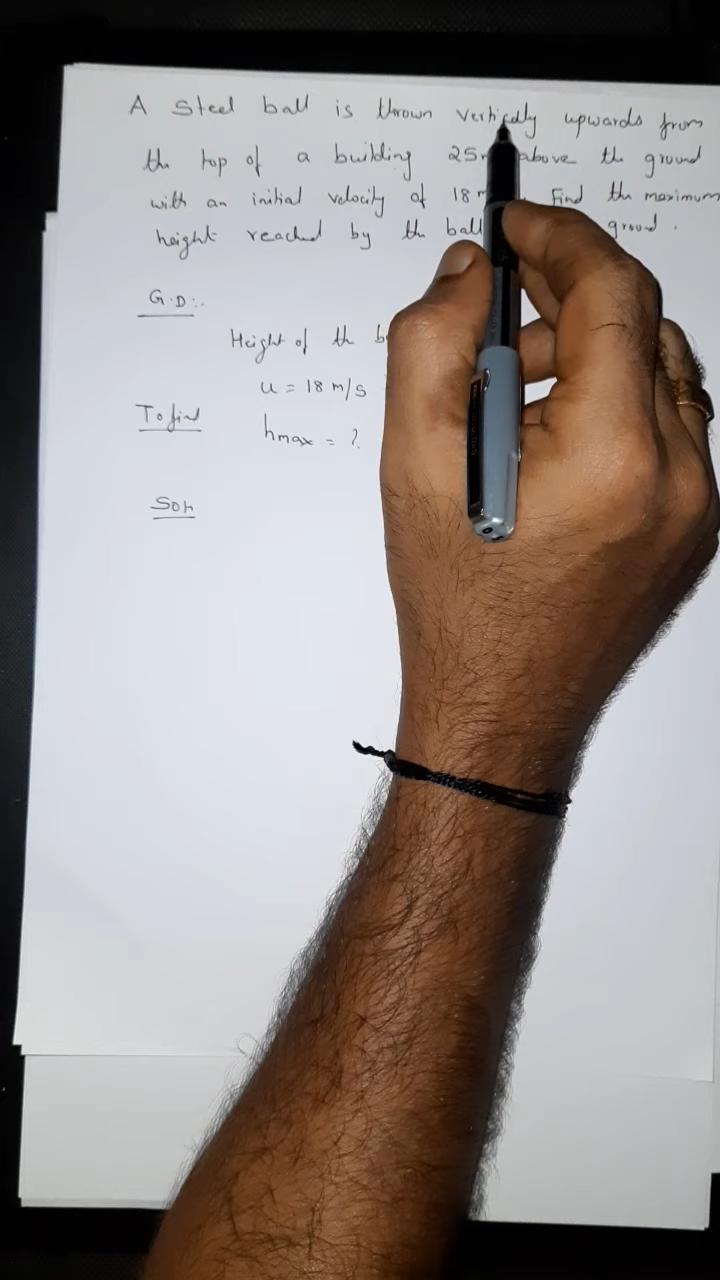 A steel ball is thrown vertically upwards from
the top of a building 25m above the ground
with an initial velocity of 18 m Find the maximum
height reached by the ball ground.
G.D:-
Height of the
u = 18 m/s
To find
hmax = ?
Soln